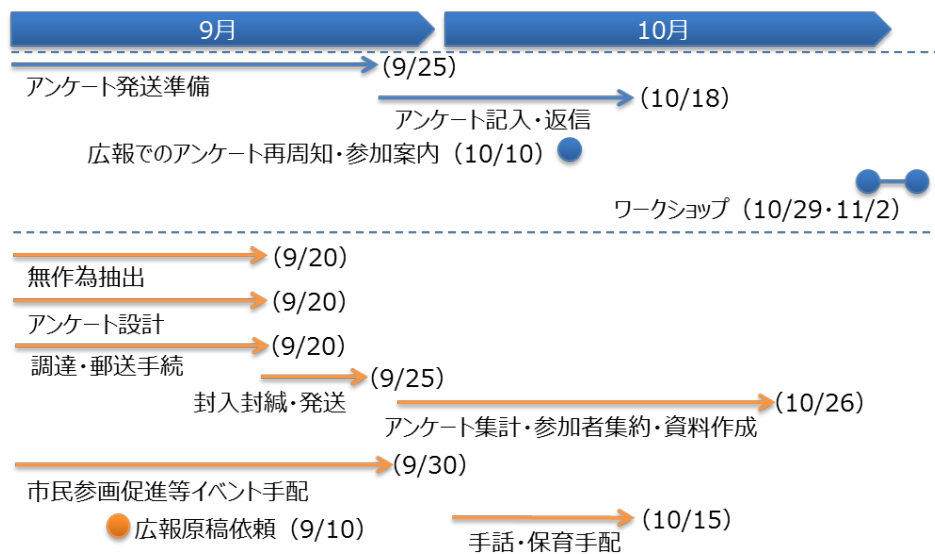 9月
10月
(9/25)
アンケート発送準備
(10/18)
アンケート記入・返信
広報でのアンケート再周知・参加案内（10/10）
ワークショップ（10/29・11/2）
(9/20)
無作為抽出
(9/20)
アンケート設計
(9/20)
調達・郵送手続
(9/25)
封入封緘・発送
(10/26)
アンケート集計・参加者集約・資料作成
(9/30)
市民参画促進等イベント手配
広報原稿依頼（9/10）
(10/15)
手話・保育手配